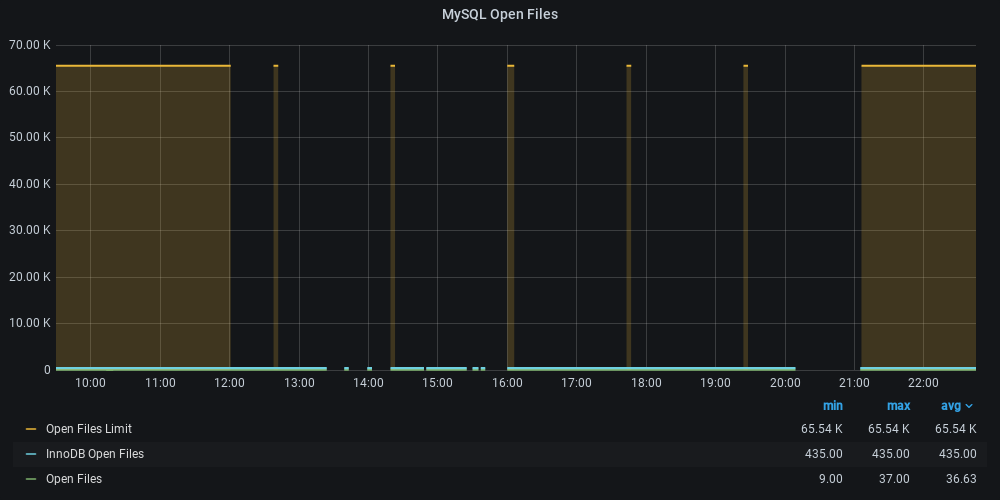 MySQL Open Files
70.00 K
60.00 K
50.00 K
40.00 K
30.00 K
20.00 K
10.00 K
0
10:00 11:00 12:00 13:00 14:00 15:00 16:00 17:00 18:00 19:00 20:00 21:00 22:00
min max avg
Open Files Limit 65.54 K 65.54 K 65.54 K
InnoDB Open Files 435.00 435.00 435.00
Open Files 9.00 37.00 36.63